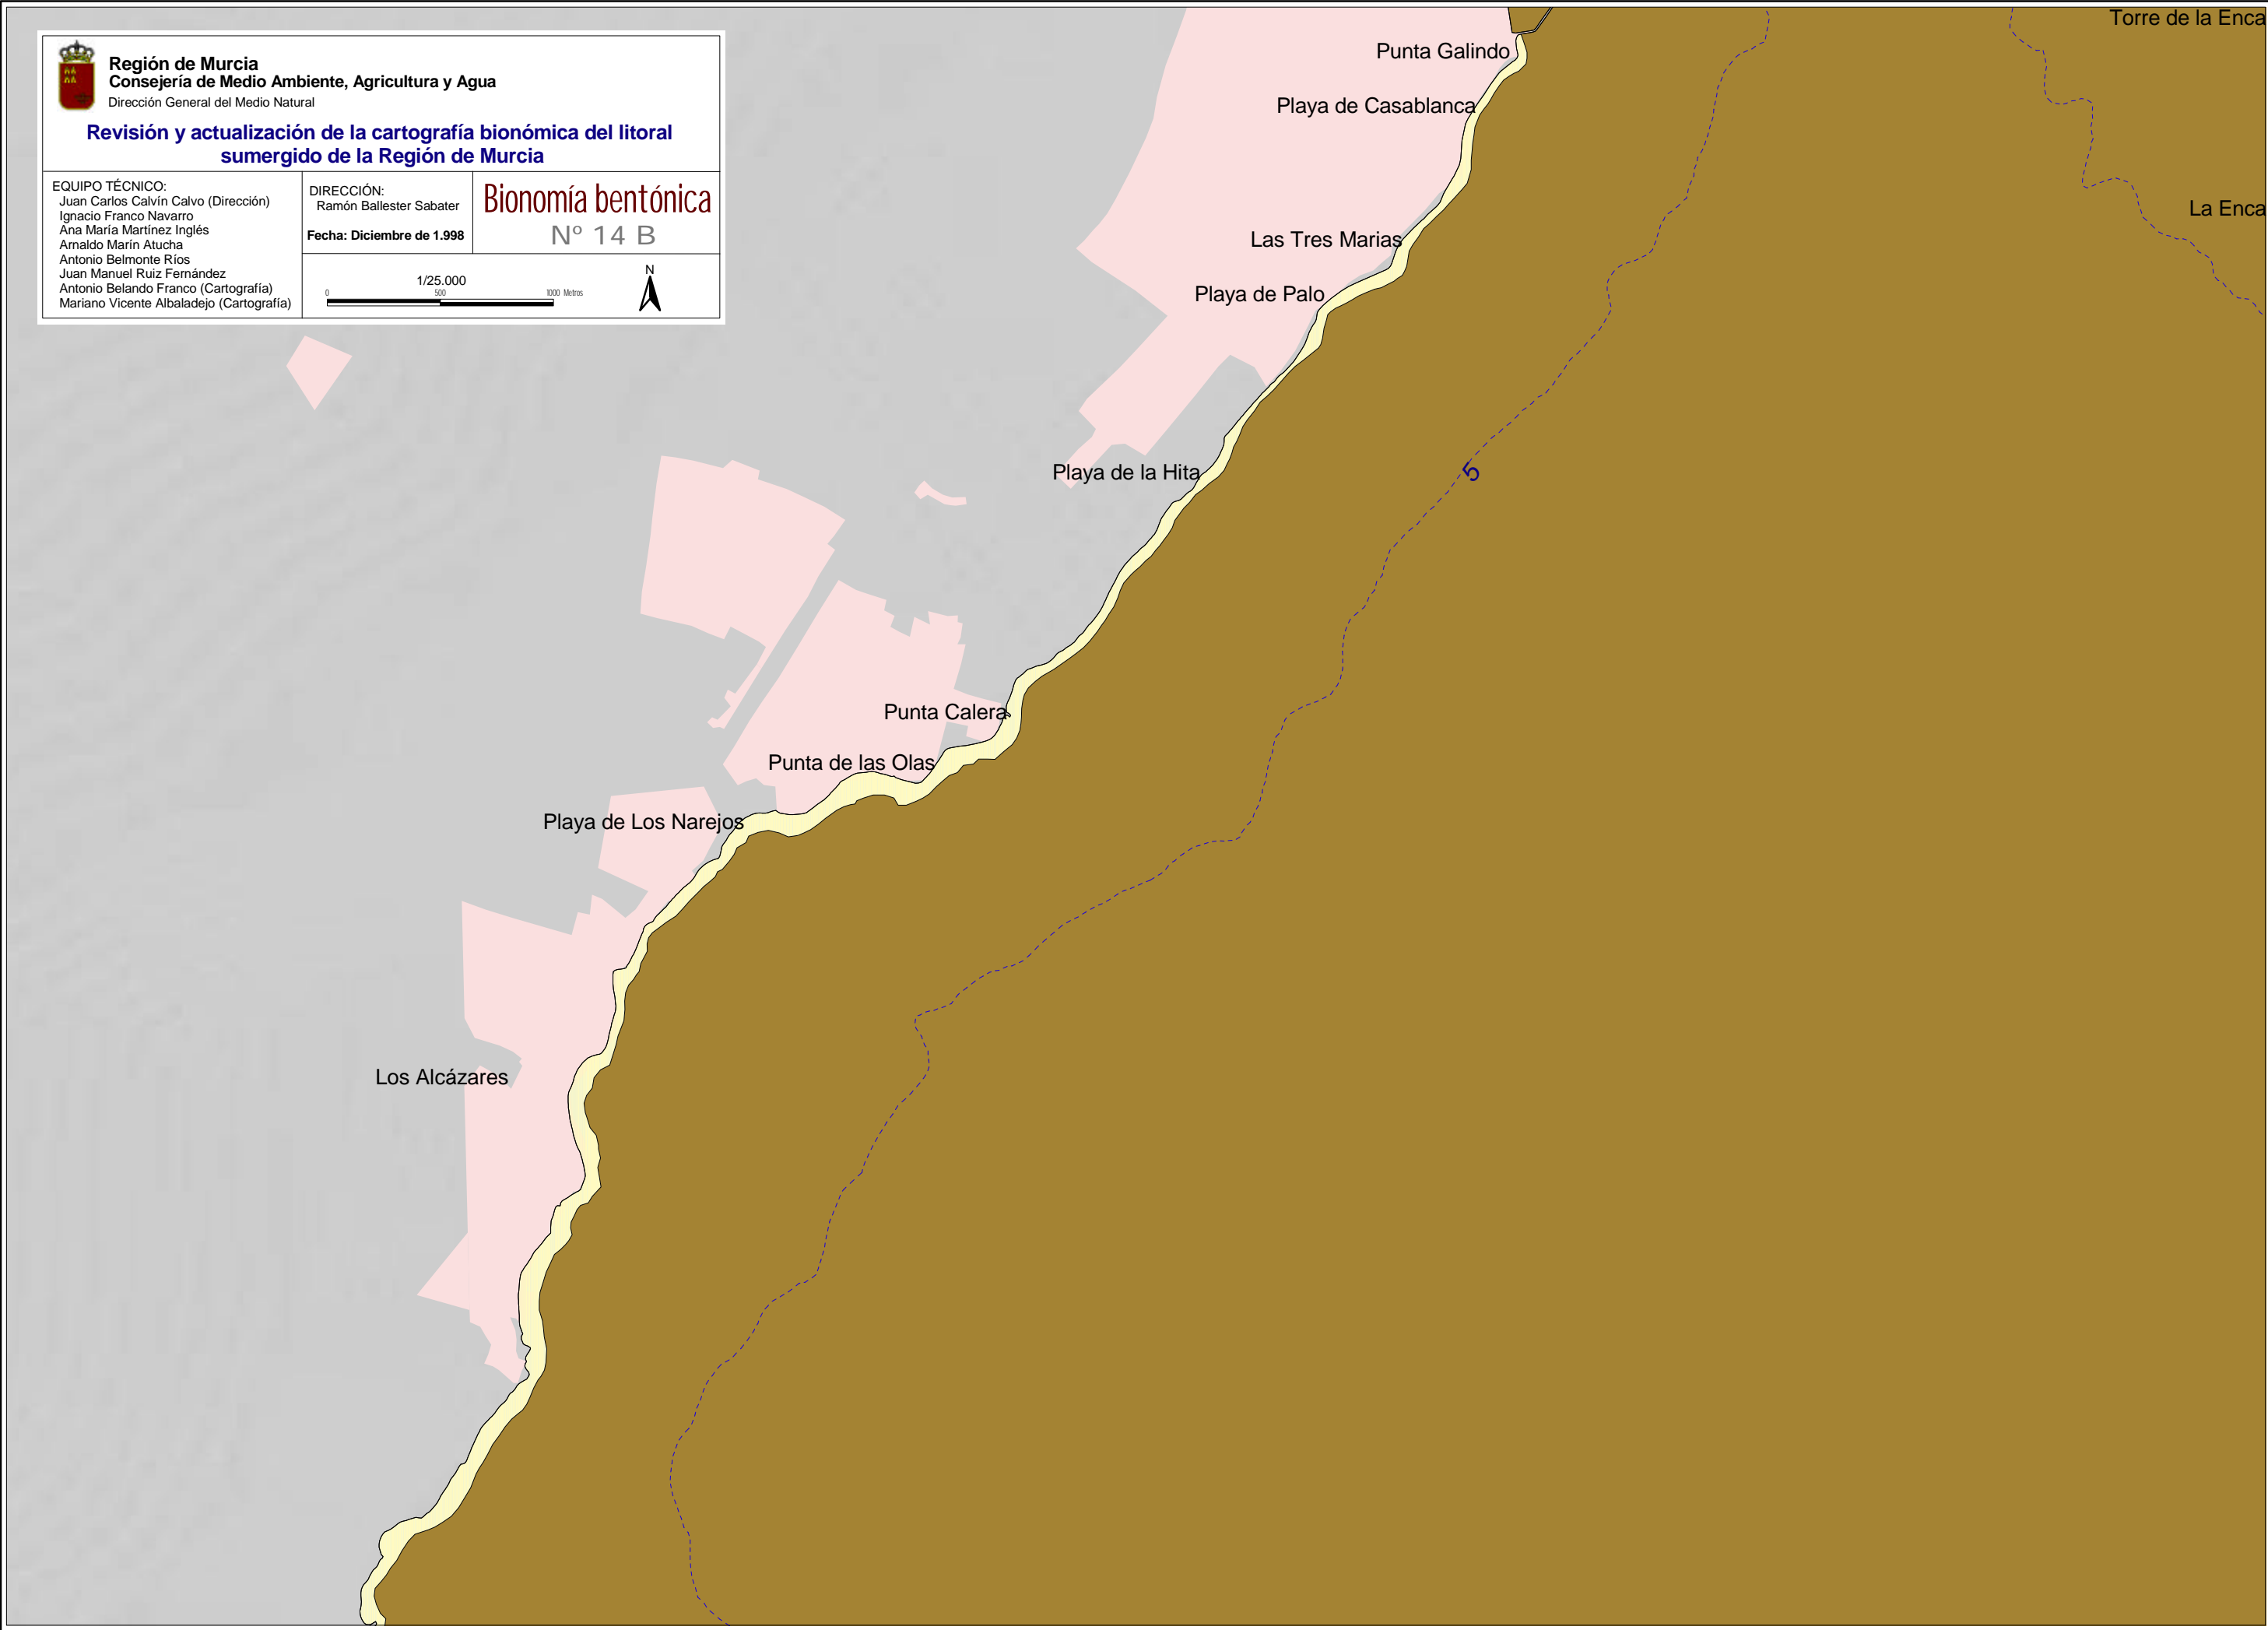 Región de Murcia
Consejería de Medio Ambiente, Agricultura y Agua
Dirección General del Medio Natural
Revisión y actualización de la cartografía bionómica del litoral
sumergido de la Región de Murcia
EQUIPO TÉCNICO:
Juan Carlos Calvín Calvo (Dirección)
Ignacio Franco Navarro
Ana María Martínez Inglés
Arnaldo Marín Atucha
Antonio Belmonte Ríos
Juan Manuel Ruiz Fernández
Antonio Belando Franco (Cartografía)
Mariano Vicente Albaladejo (Cartografía)
DIRECCIÓN:
Ramón Ballester Sabater
Fecha: Diciembre de 1.998
Bionomía bentónica
Nº 14 B
1/25.000
0 500 1000 Metros
N
Torre de la Enca
Punta Galindo
Playa de Casablanca
La Enca
Las Tres Marias
Playa de Palo
Playa de la Hita
5
Punta Calera
Punta de las Olas
Playa de Los Narejos
Los Alcázares